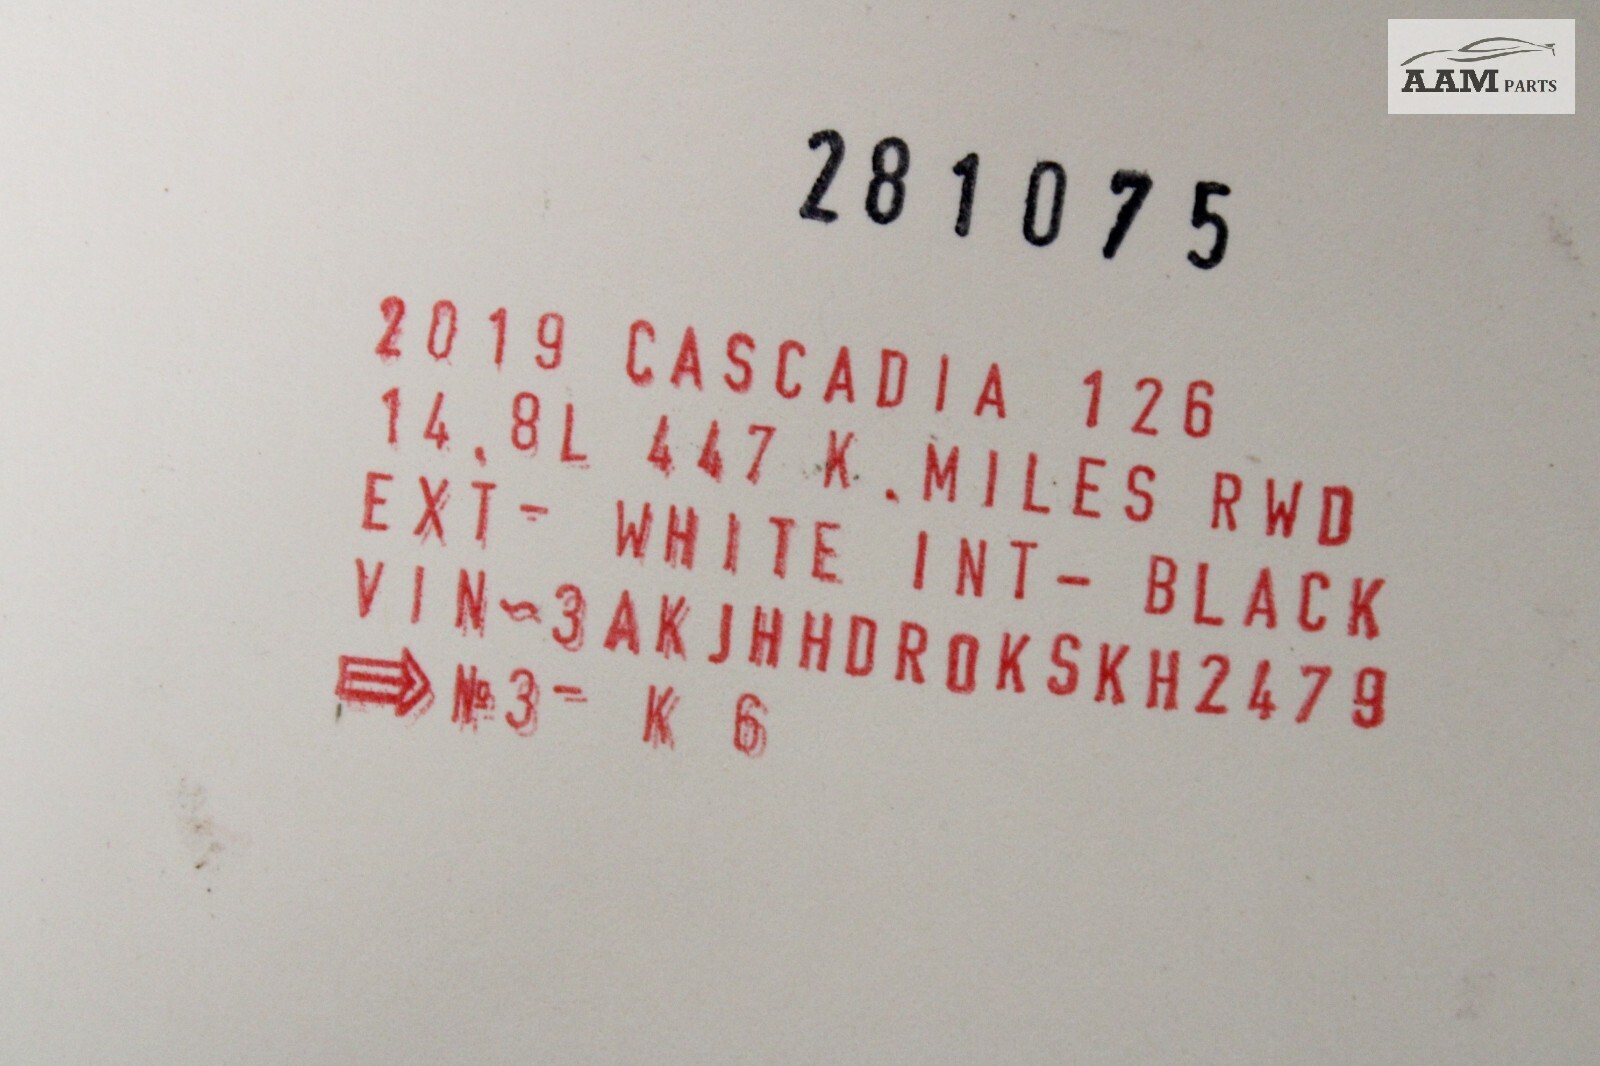 AAM PARTS
281075
2019 CASCADIA 126
14.8L 447 K.MILES RWD
EXT- WHITE INT- BLACK
VIN-3AKJHHDR0KSKH2479
⇒ №3- K 6